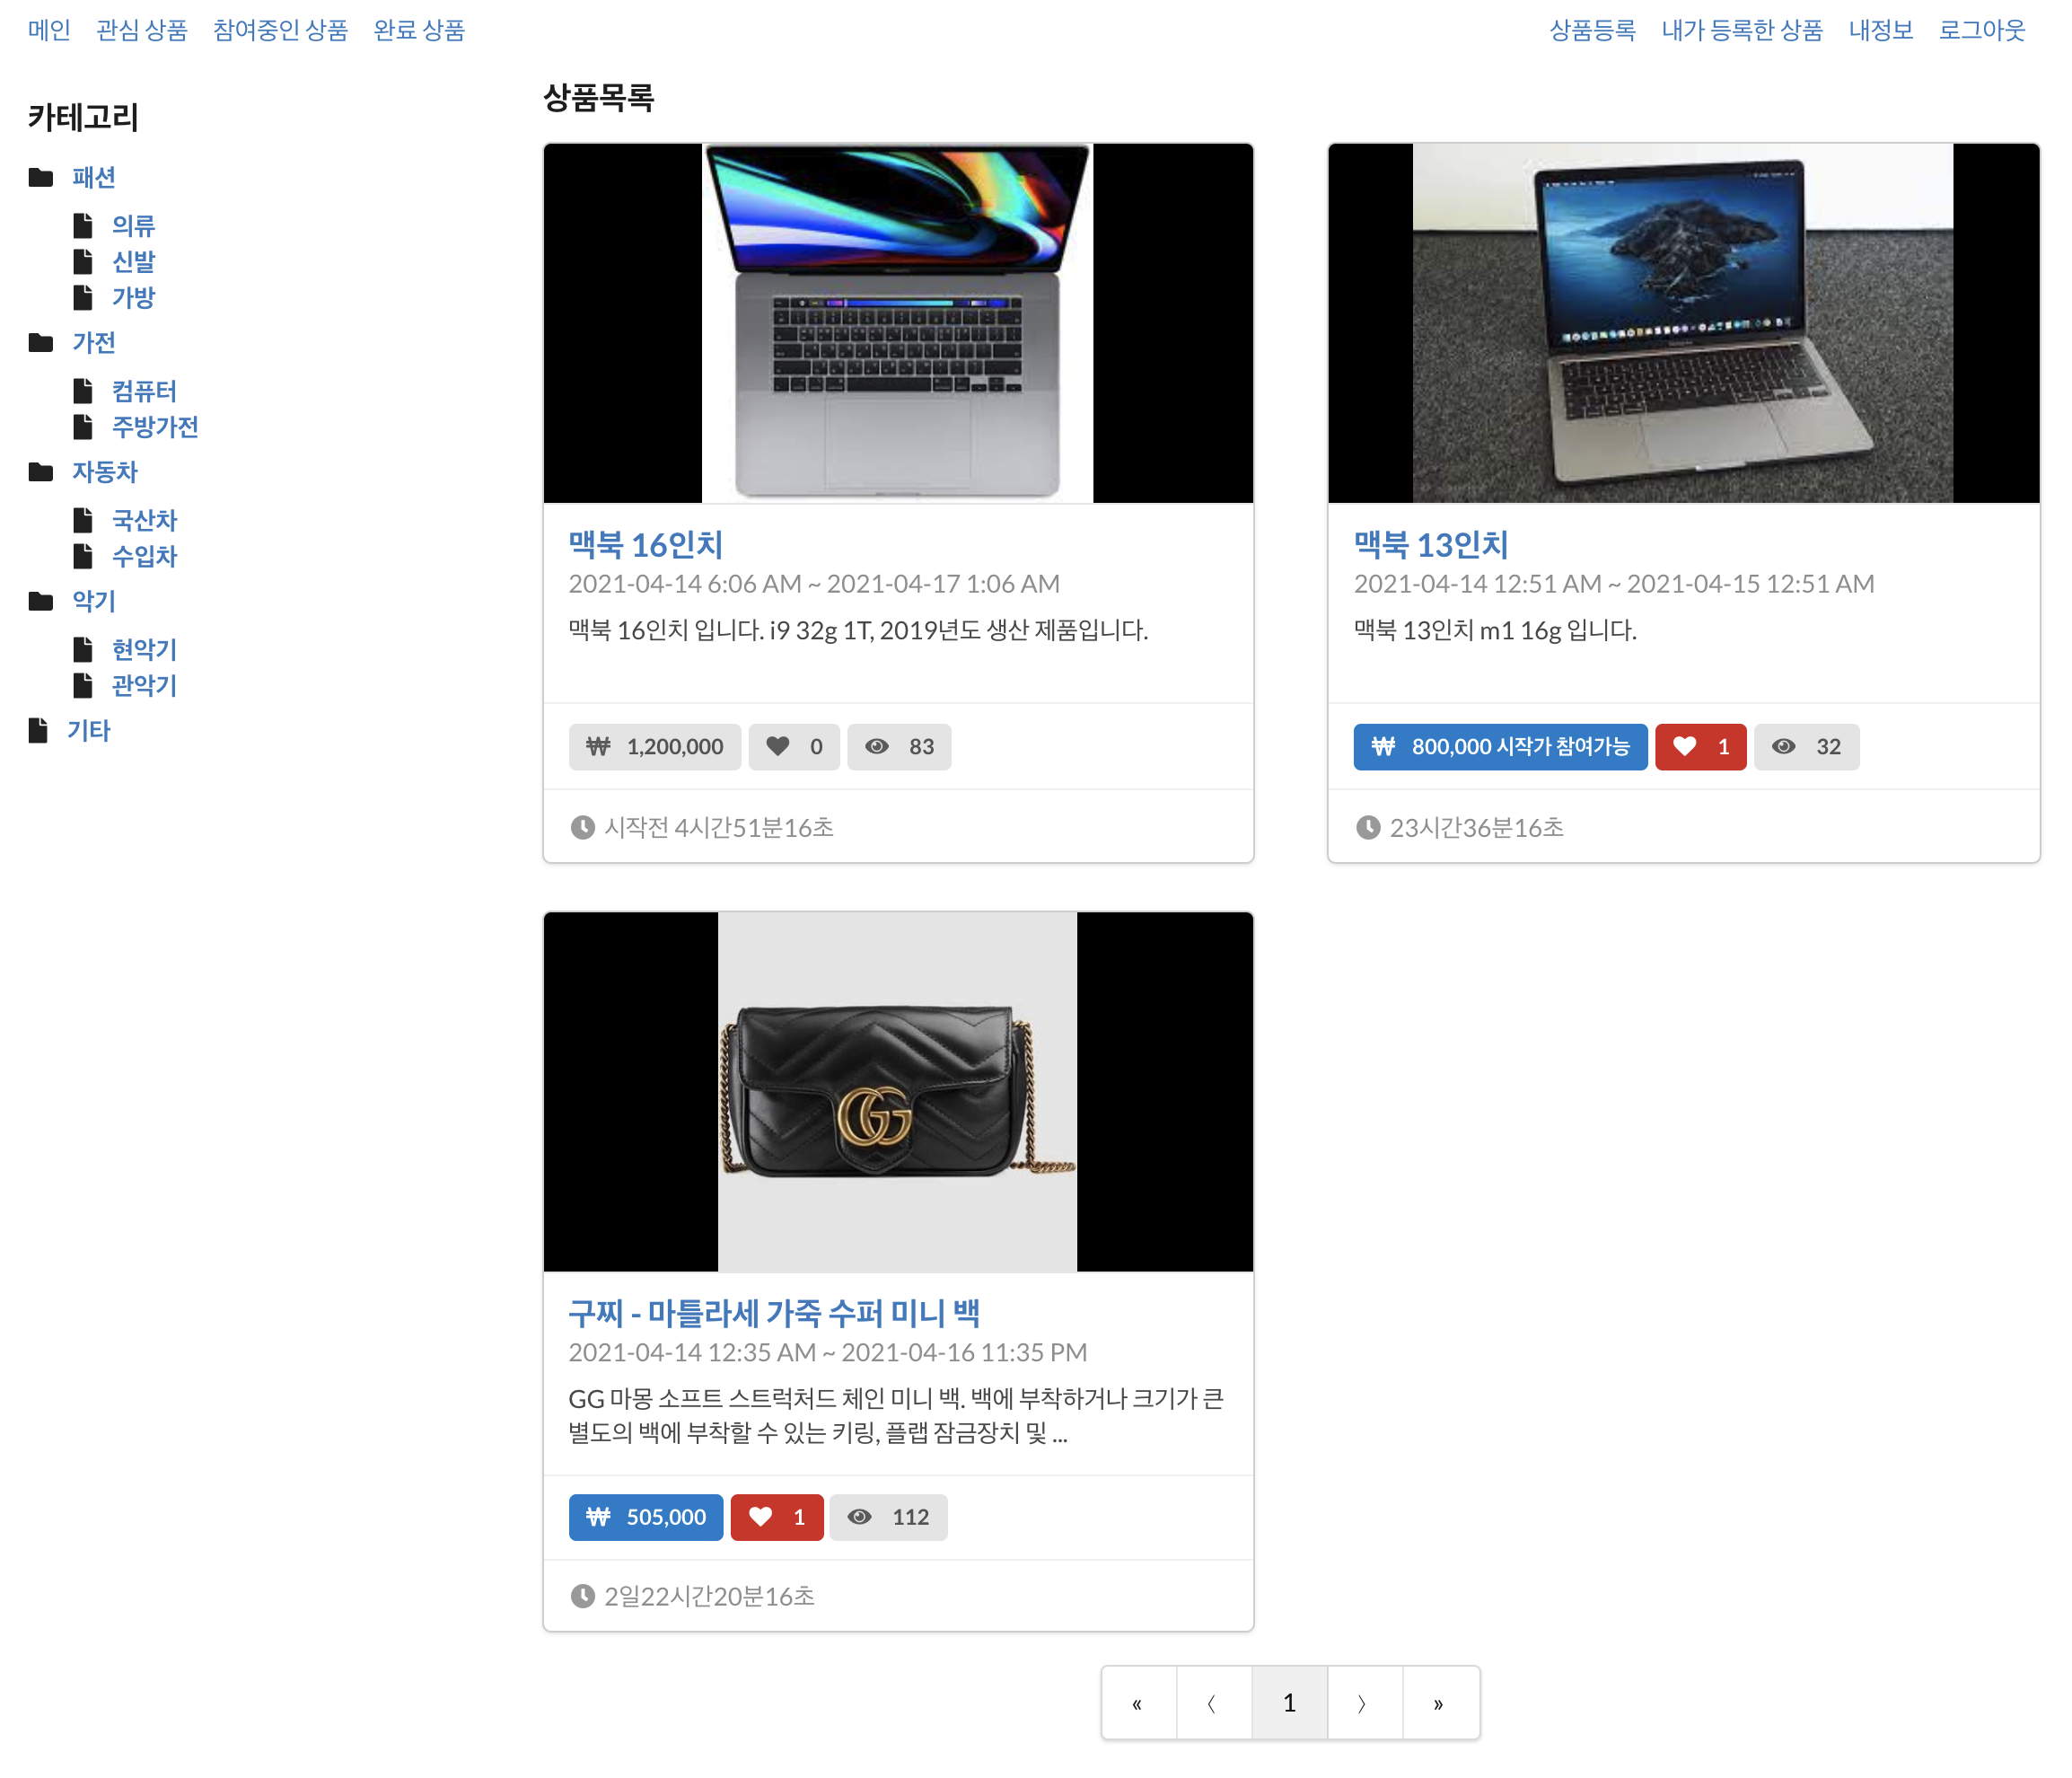 메인 관심 상품 참여중인 상품 완료 상품 상품등록 내가 등록한 상품 내정보 로그아웃
카테고리
패션
의류
신발
가방
가전
컴퓨터
주방가전
자동차
국산차
수입차
악기
현악기
관악기
기타
상품목록
맥북 16인치
2021-04-14 6:06 AM ~ 2021-04-17 1:06 AM
맥북 16인치 입니다. i9 32g 1T, 2019년도 생산 제품입니다.
₩ 1,200,000 0 83
시작전 4시간51분16초
맥북 13인치
2021-04-14 12:51 AM ~ 2021-04-15 12:51 AM
맥북 13인치 m1 16g 입니다.
₩ 800,000 시작가 참여가능 1 32
23시간36분16초
구찌 - 마틀라세 가죽 수퍼 미니 백
2021-04-14 12:35 AM ~ 2021-04-16 11:35 PM
GG 마몽 소프트 스트럭처드 체인 미니 백. 백에 부착하거나 크기가 큰
별도의 백에 부착할 수 있는 키링, 플랩 잠금장치 및 ...
₩ 505,000 1 112
2일22시간20분16초
« 〈 1 〉 »